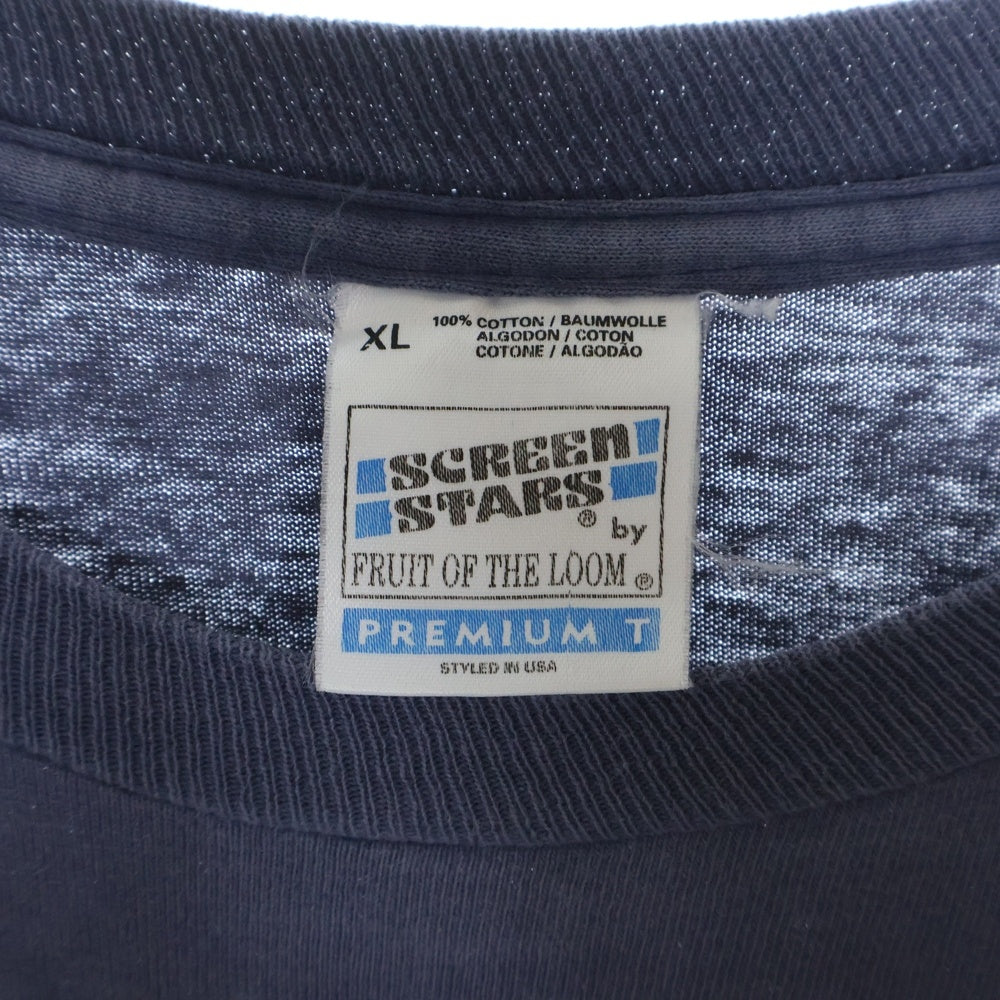 XL
100% COTTON / BAUMWOLLE
ALGODON / COTON
COTONE / ALGODÃO
SCREEN
STARS®
by
FRUIT OF THE LOOM ®
PREMIUM T
STYLED IN USA